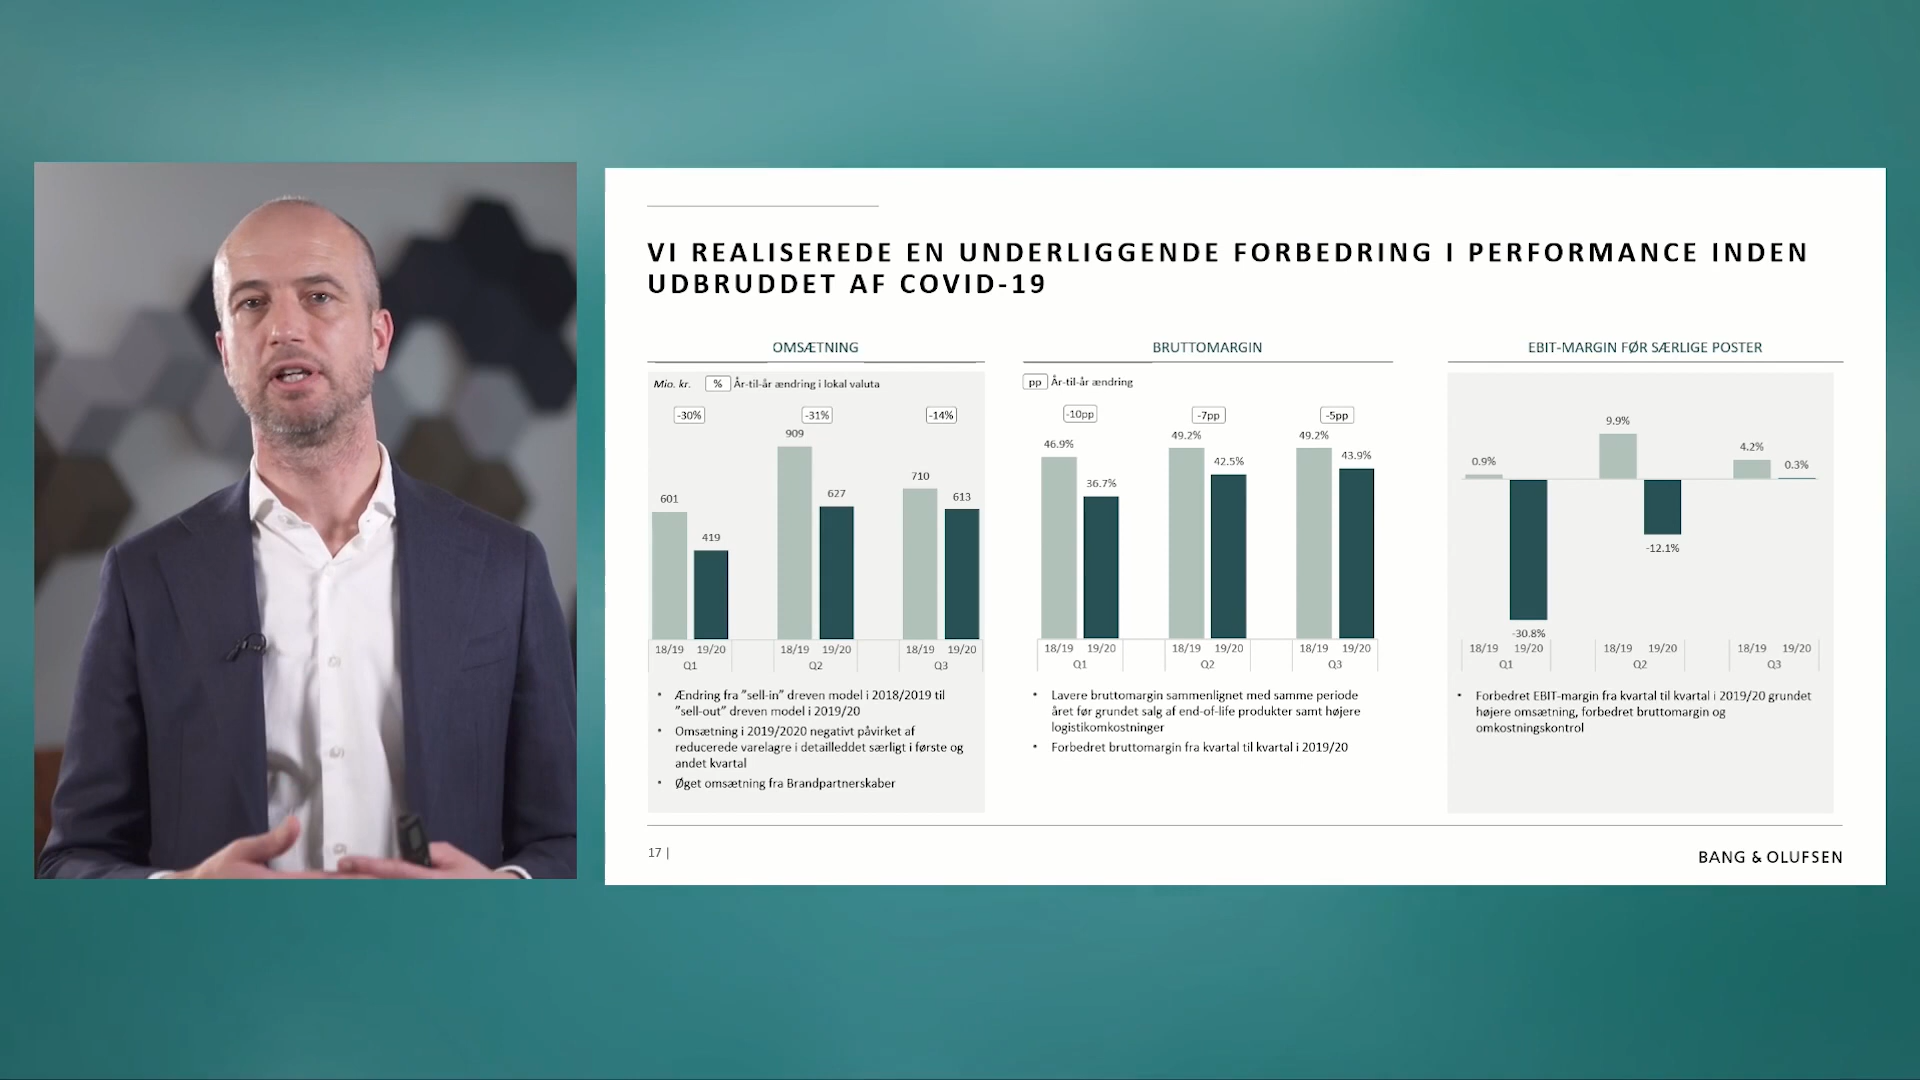 VI REALISEREDE EN UNDERLIGGENDE FORBEDRING I PERFORMANCE INDEN
UDBRUDDET AF COVID-19
OMSÆTNING
Mio. kr. % År-til-år ændring i lokal valuta
-30% -31% -14%
601 419 909 627 710 613
18/19 19/20 18/19 19/20 18/19 19/20
Q1 Q2 Q3
• Ændring fra "sell-in" dreven model i 2018/2019 til
"sell-out" dreven model i 2019/20
• Omsætning i 2019/2020 negativt påvirket af
reducerede varelagre i detailleddet særligt i første og
andet kvartal
• Øget omsætning fra Brandpartnerskaber
BRUTTOMARGIN
pp År-til-år ændring
-10pp -7pp -5pp
46.9% 36.7% 49.2% 42.5% 49.2% 43.9%
18/19 19/20 18/19 19/20 18/19 19/20
Q1 Q2 Q3
• Lavere bruttomargin sammenlignet med samme periode
året før grundet salg af end-of-life produkter samt højere
logistikomkostninger
• Forbedret bruttomargin fra kvartal til kvartal i 2019/20
EBIT-MARGIN FØR SÆRLIGE POSTER
0.9% -30.8% 9.9% -12.1% 4.2% 0.3%
18/19 19/20 18/19 19/20 18/19 19/20
Q1 Q2 Q3
• Forbedret EBIT-margin fra kvartal til kvartal i 2019/20 grundet
højere omsætning, forbedret bruttomargin og
omkostningskontrol
17 |
BANG & OLUFSEN